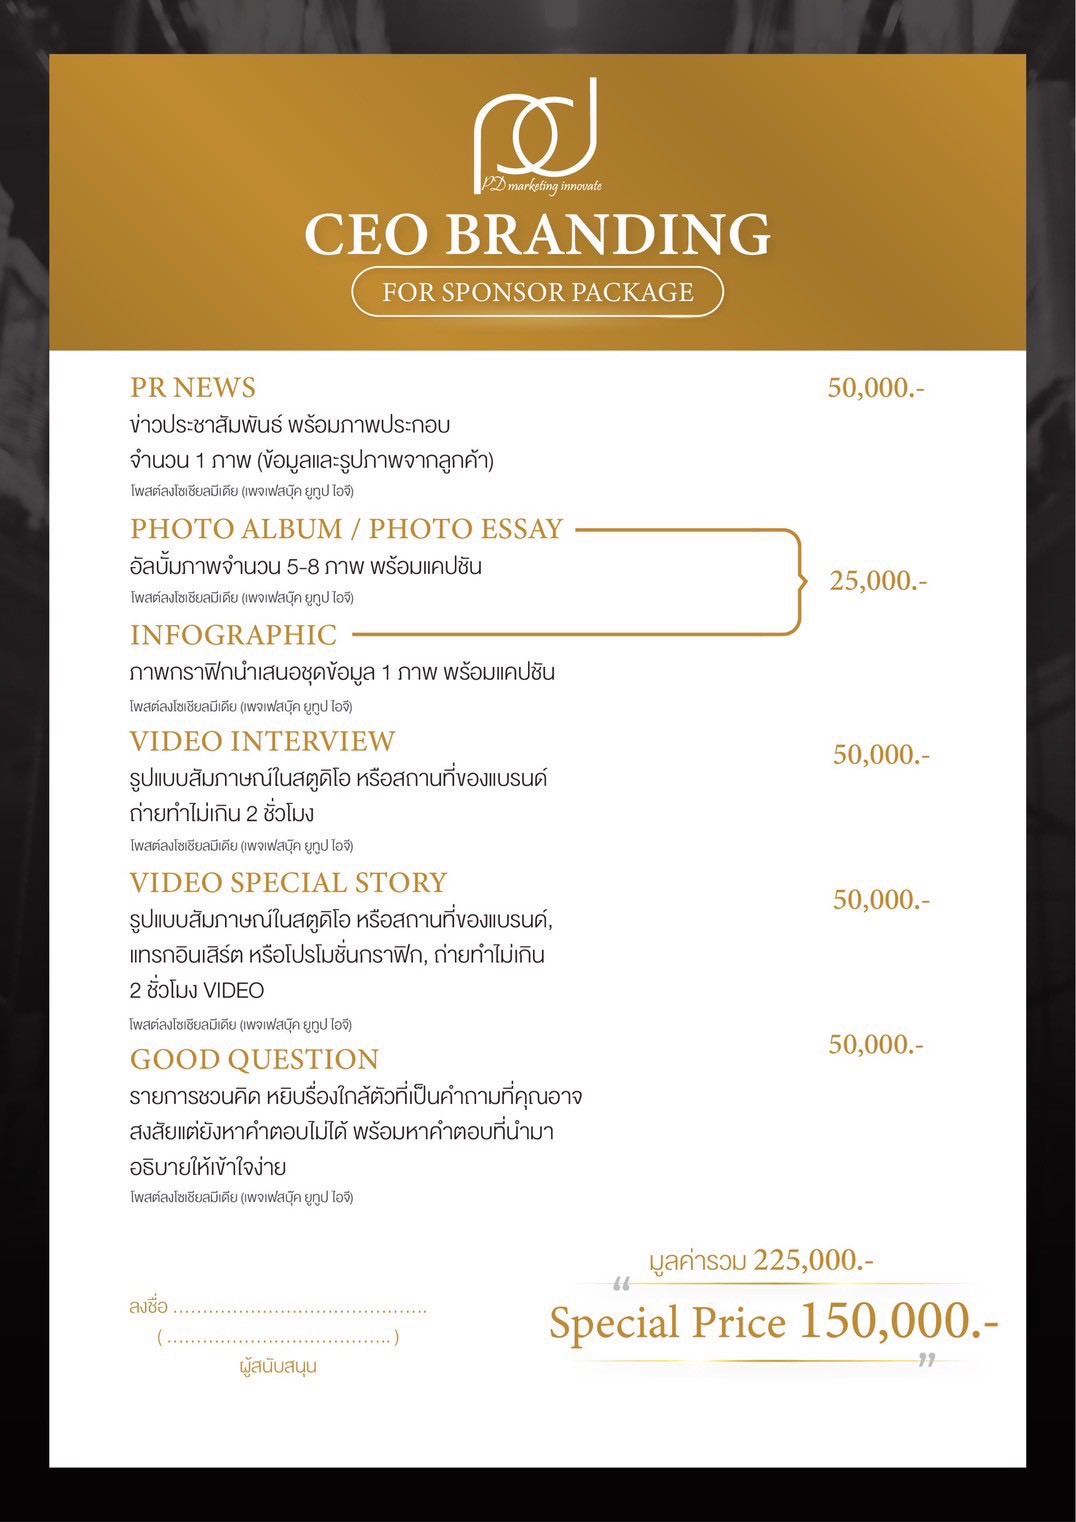 pd
PD marketing innovate
CEO BRANDING
FOR SPONSOR PACKAGE
PR NEWS 50,000.-
ข่าวประชาสัมพันธ์ พร้อมภาพประกอบ
จำนวน 1 ภาพ (ข้อมูลและรูปภาพจากลูกค้า)
โพสต์ลงโซเชียลมีเดีย (เพจเฟสบุ๊ค ยูทูป ไอจี)
PHOTO ALBUM / PHOTO ESSAY
อัลบั้มภาพจำนวน 5-8 ภาพ พร้อมแคปชัน
25,000.-
โพสต์ลงโซเชียลมีเดีย (เพจเฟสบุ๊ค ยูทูป ไอจี)
INFOGRAPHIC
ภาพกราฟิกนำเสนอชุดข้อมูล 1 ภาพ พร้อมแคปชัน
โพสต์ลงโซเชียลมีเดีย (เพจเฟสบุ๊ค ยูทูป ไอจี)
VIDEO INTERVIEW 50,000.-
รูปแบบสัมภาษณ์ในสตูดิโอ หรือสถานที่ของแบรนด์
ถ่ายทำไม่เกิน 2 ชั่วโมง
โพสต์ลงโซเชียลมีเดีย (เพจเฟสบุ๊ค ยูทูป ไอจี)
VIDEO SPECIAL STORY 50,000.-
รูปแบบสัมภาษณ์ในสตูดิโอ หรือสถานที่ของแบรนด์,
แทรกอินเสิร์ต หรือโปรโมชั่นกราฟิก, ถ่ายทำไม่เกิน
2 ชั่วโมง VIDEO
โพสต์ลงโซเชียลมีเดีย (เพจเฟสบุ๊ค ยูทูป ไอจี)
GOOD QUESTION 50,000.-
รายการชวนคิด หยิบรื่องใกล้ตัวที่เป็นคำถามที่คุณอาจ
สงสัยแต่ยังหาคำตอบไม่ได้ พร้อมหาคำตอบที่นำมา
อธิบายให้เข้าใจง่าย
โพสต์ลงโซเชียลมีเดีย (เพจเฟสบุ๊ค ยูทูป ไอจี)
มูลค่ารวม 225,000.-
“ Special Price 150,000.- ”
ลงชื่อ ..........................................
( ...................................... )
ผู้สนับสนุน